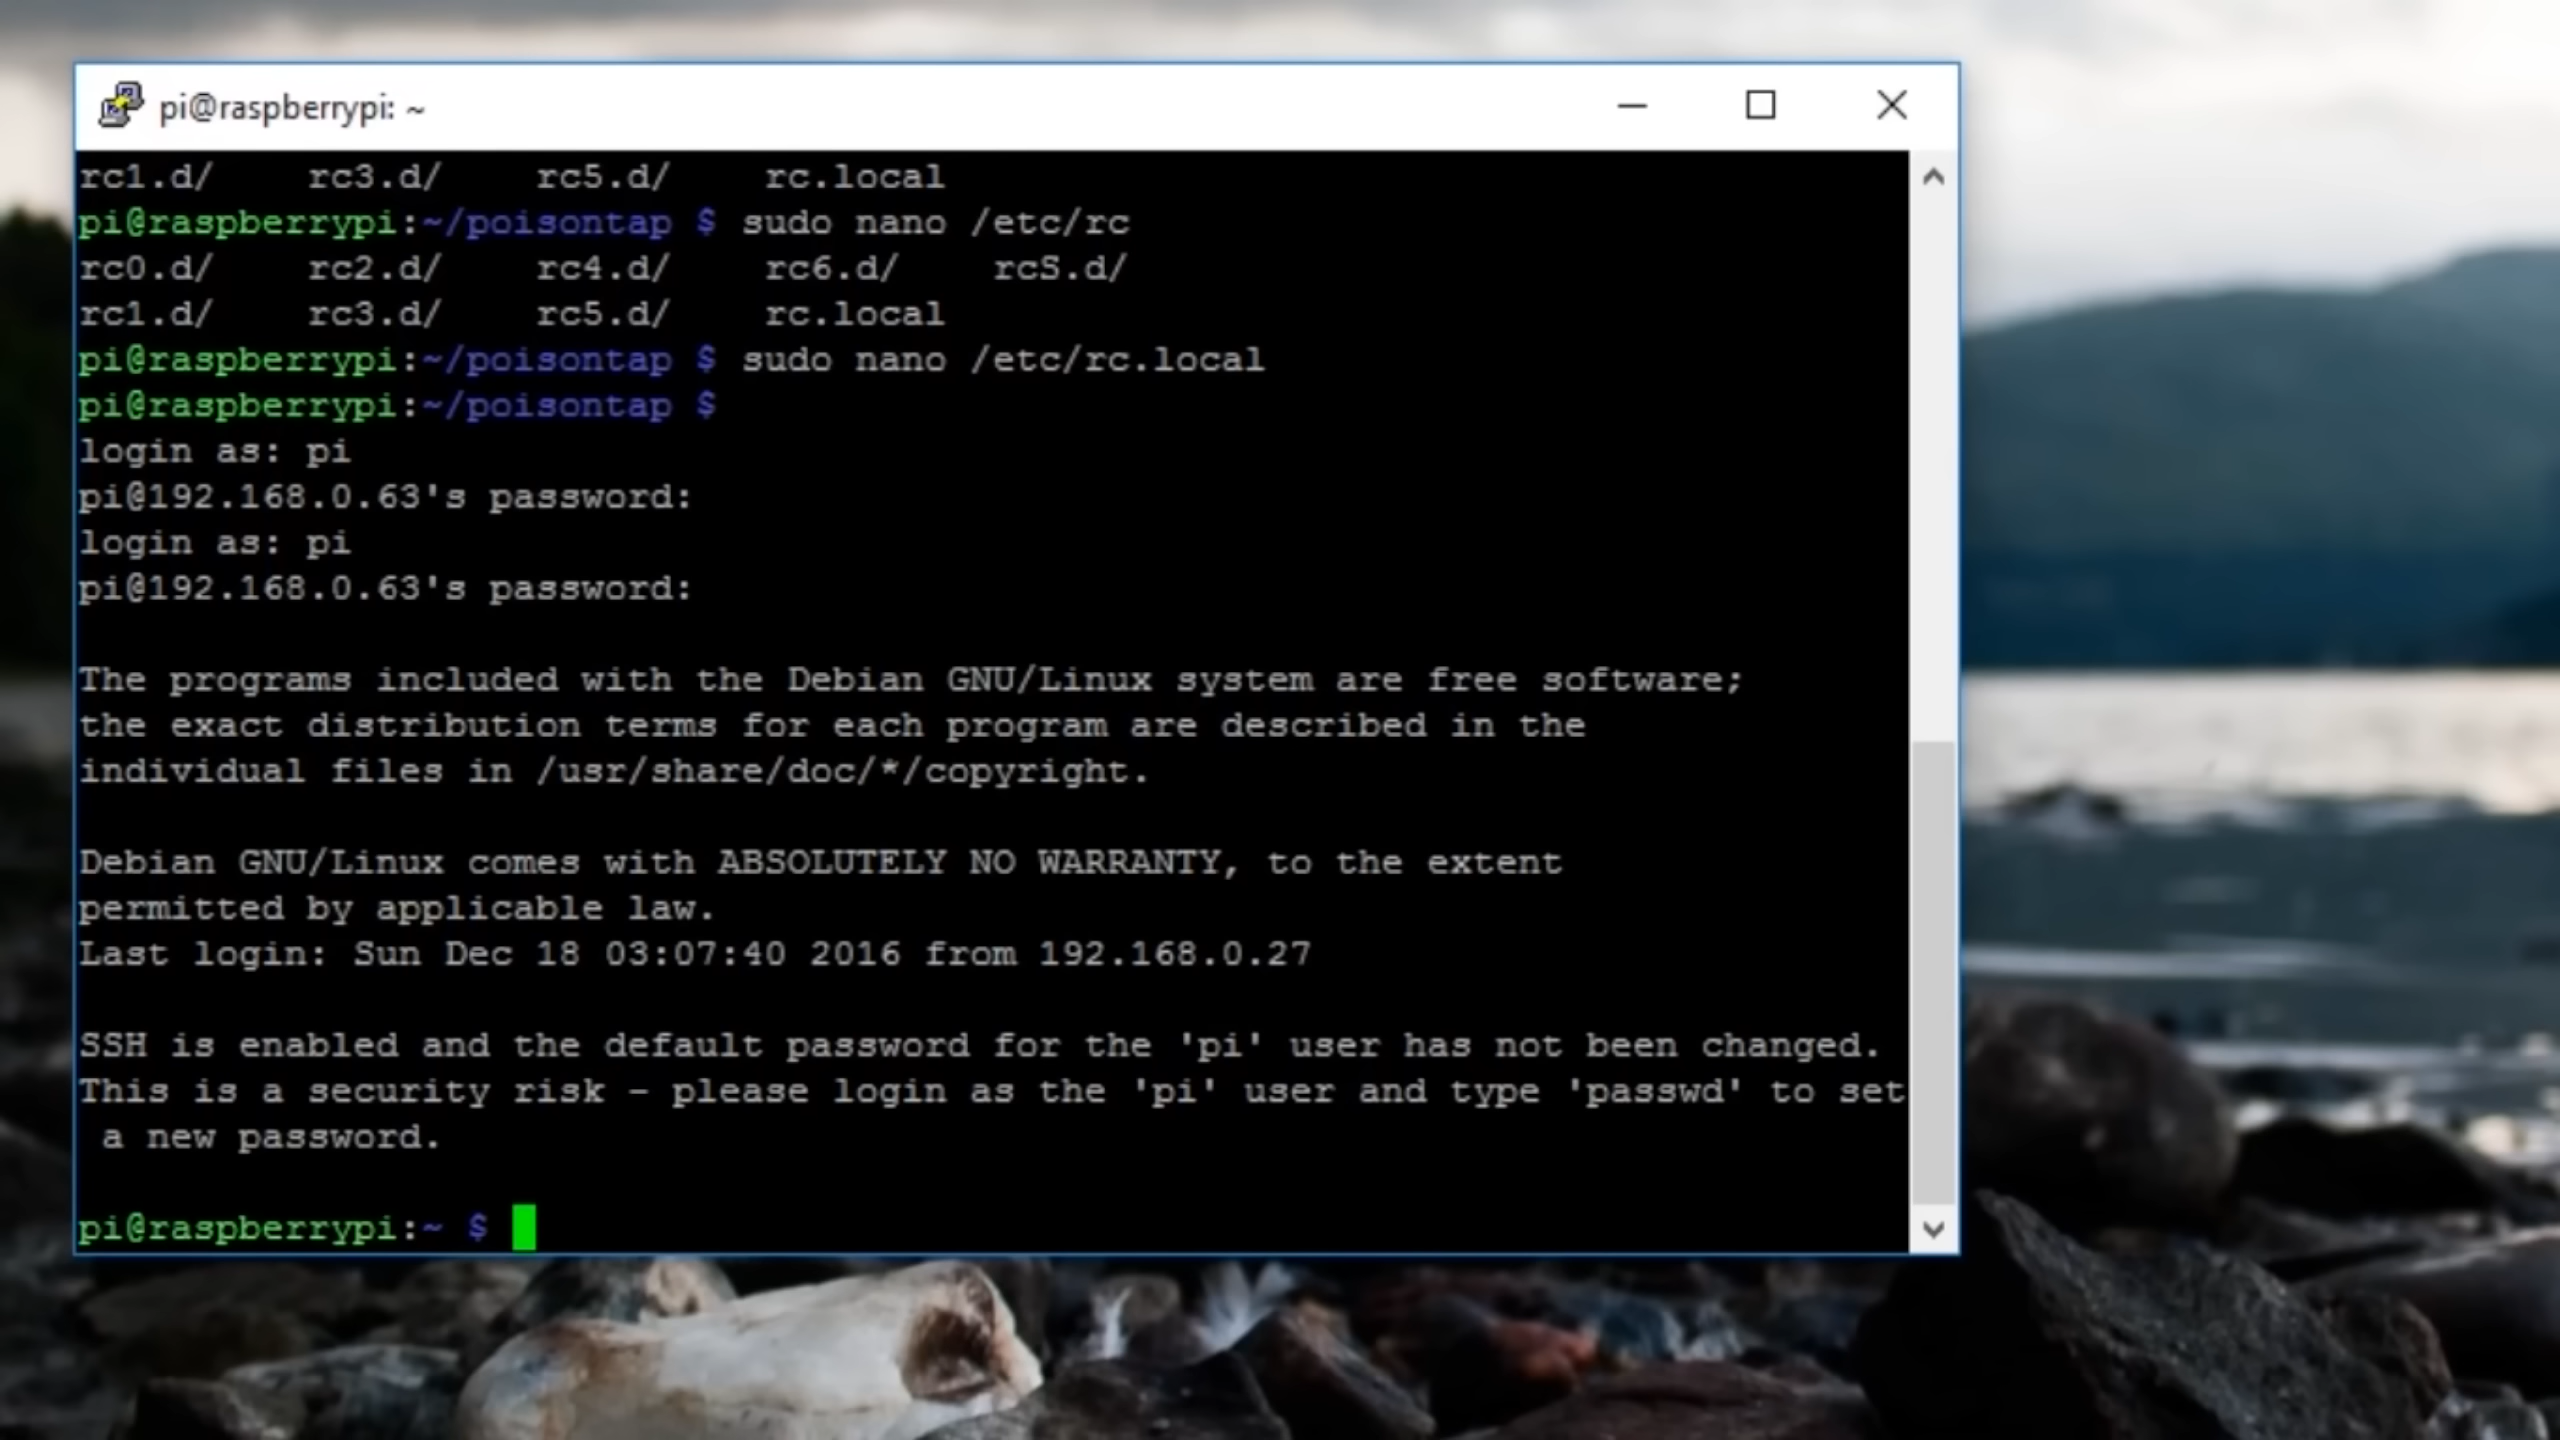 pi@raspberrypi: ~
rc1.d/    rc3.d/    rc5.d/    rc.local
pi@raspberrypi:~/poisontap $ sudo nano /etc/rc
rc0.d/    rc2.d/    rc4.d/    rc6.d/    rcS.d/
rc1.d/    rc3.d/    rc5.d/    rc.local
pi@raspberrypi:~/poisontap $ sudo nano /etc/rc.local
pi@raspberrypi:~/poisontap $
login as: pi
pi@192.168.0.63's password:
login as: pi
pi@192.168.0.63's password:
The programs included with the Debian GNU/Linux system are free software;
the exact distribution terms for each program are described in the
individual files in /usr/share/doc/*/copyright.
Debian GNU/Linux comes with ABSOLUTELY NO WARRANTY, to the extent
permitted by applicable law.
Last login: Sun Dec 18 03:07:40 2016 from 192.168.0.27
SSH is enabled and the default password for the 'pi' user has not been changed.
This is a security risk - please login as the 'pi' user and type 'passwd' to set
 a new password.
pi@raspberrypi:~ $